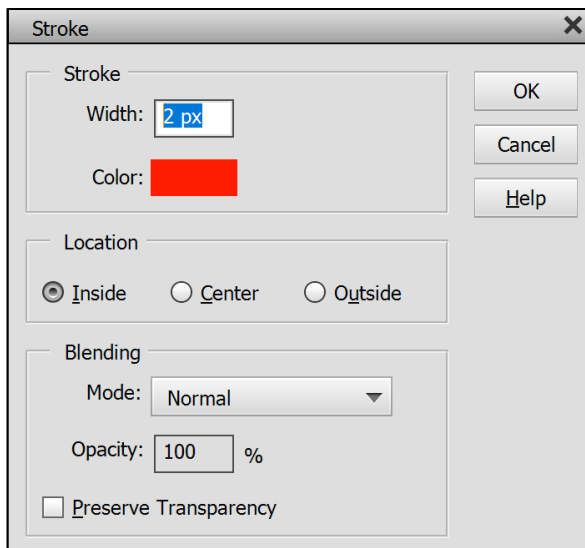 Stroke
Stroke
Width: 2 px
Color:
OK
Cancel
Help
Location
Inside Center Outside
Blending
Mode: Normal
Opacity: 100 %
Preserve Transparency